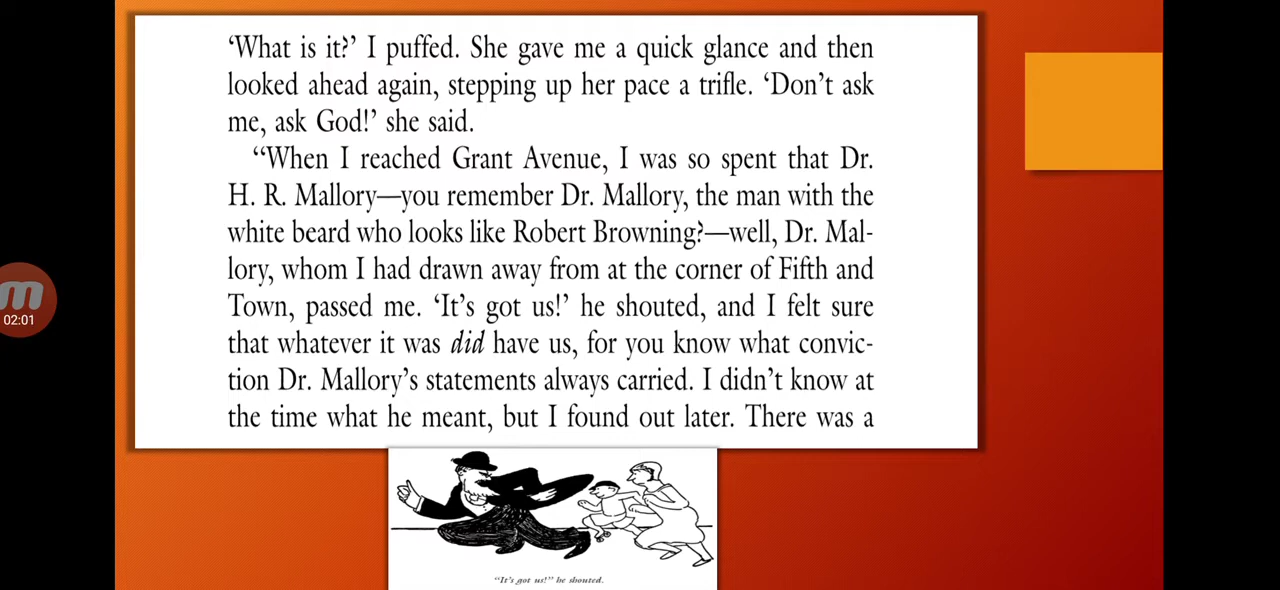 ‘What is it?’ I puffed. She gave me a quick glance and then
looked ahead again, stepping up her pace a trifle. ‘Don’t ask
me, ask God!’ she said.
“When I reached Grant Avenue, I was so spent that Dr.
H. R. Mallory—you remember Dr. Mallory, the man with the
white beard who looks like Robert Browning?—well, Dr. Mal-
lory, whom I had drawn away from at the corner of Fifth and
Town, passed me. ‘It’s got us!’ he shouted, and I felt sure
that whatever it was did have us, for you know what convic-
tion Dr. Mallory’s statements always carried. I didn’t know at
the time what he meant, but I found out later. There was a
m
02:01
“It’s got us!” he shouted.